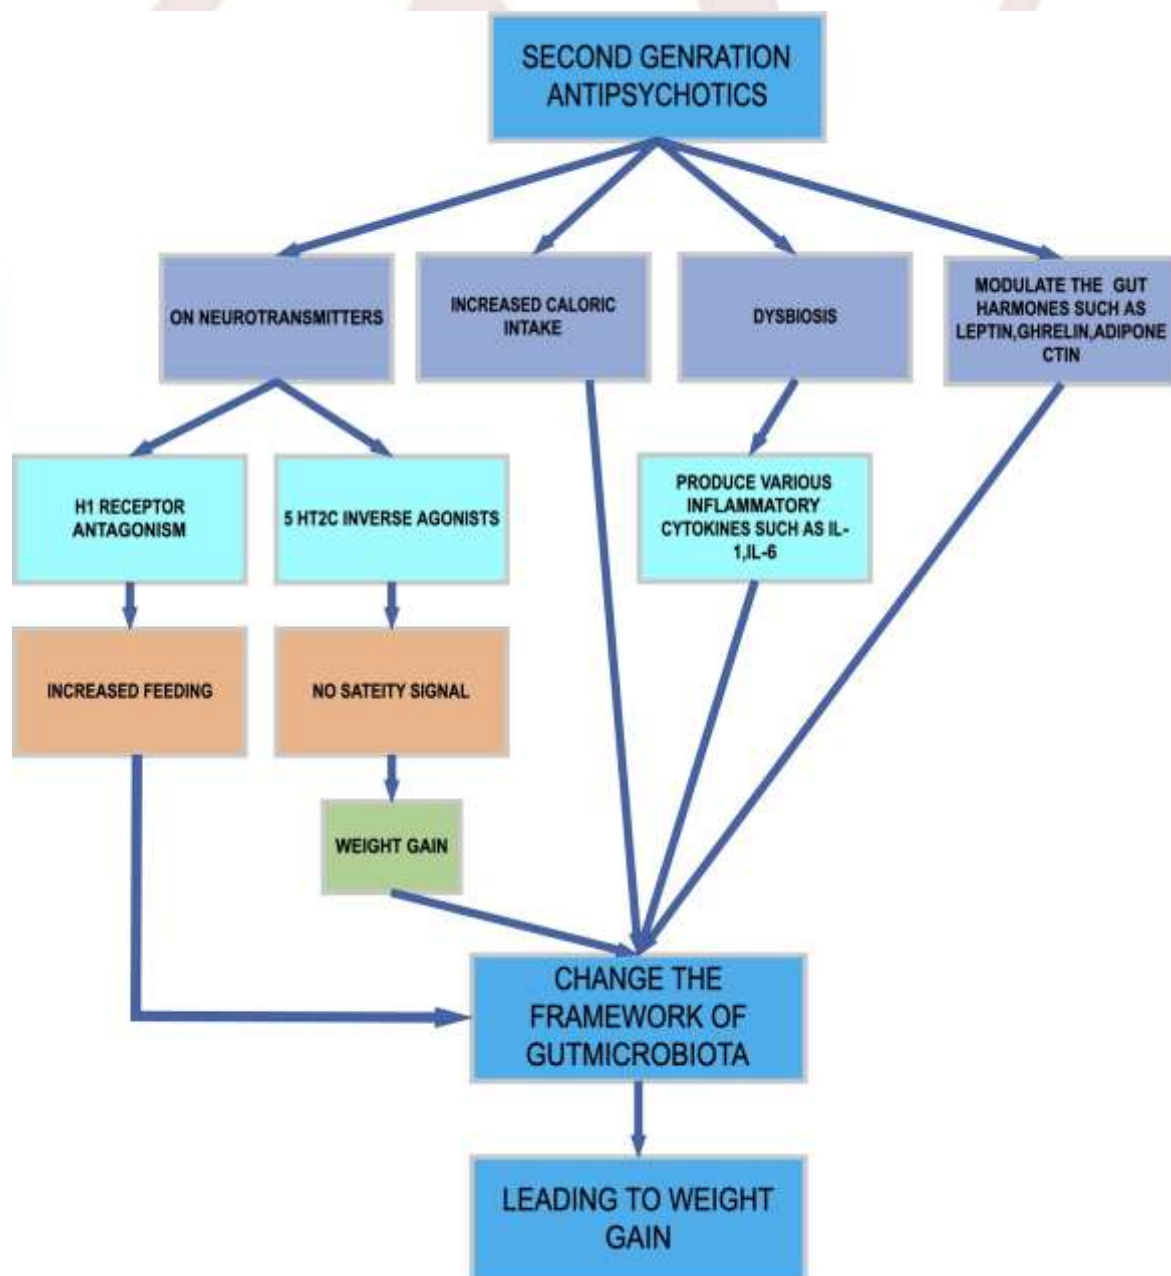 SECOND GENRATION
ANTIPSYCHOTICS
ON NEUROTRANSMITTERS
INCREASED CALORIC
INTAKE
DYSBIOSIS
MODULATE THE GUT
HARMONES SUCH AS
LEPTIN,GHRELIN,ADIPONE
CTIN
H1 RECEPTOR
ANTAGONISM
5 HT2C INVERSE AGONISTS
PRODUCE VARIOUS
INFLAMMATORY
CYTOKINES SUCH AS IL-
1,IL-6
INCREASED FEEDING
NO SATEITY SIGNAL
WEIGHT GAIN
CHANGE THE
FRAMEWORK OF
GUTMICROBIOTA
LEADING TO WEIGHT
GAIN